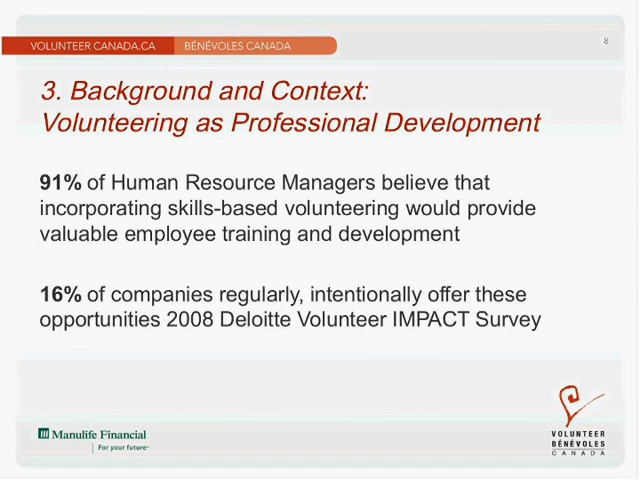 VOLUNTEER CANADA.CA BÉNÉVOLES CANADA
8
3. Background and Context:
Volunteering as Professional Development
91% of Human Resource Managers believe that
incorporating skills-based volunteering would provide
valuable employee training and development
16% of companies regularly, intentionally offer these
opportunities 2008 Deloitte Volunteer IMPACT Survey
Manulife Financial
For your future™
VOLUNTEER
BÉNÉVOLES
CANADA